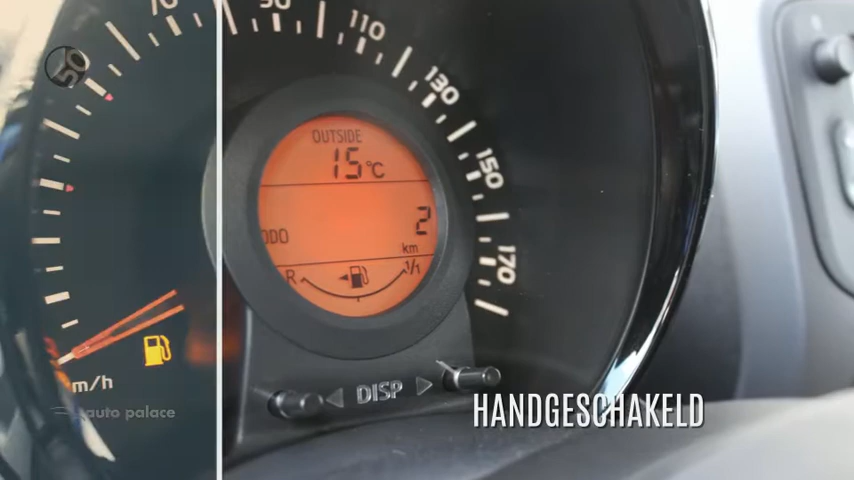 70
90
110
50
130
OUTSIDE
15°C
150
ODO
2
km
170
R
1/1
m/h
DISP
auto palace
HANDGESCHAKELD